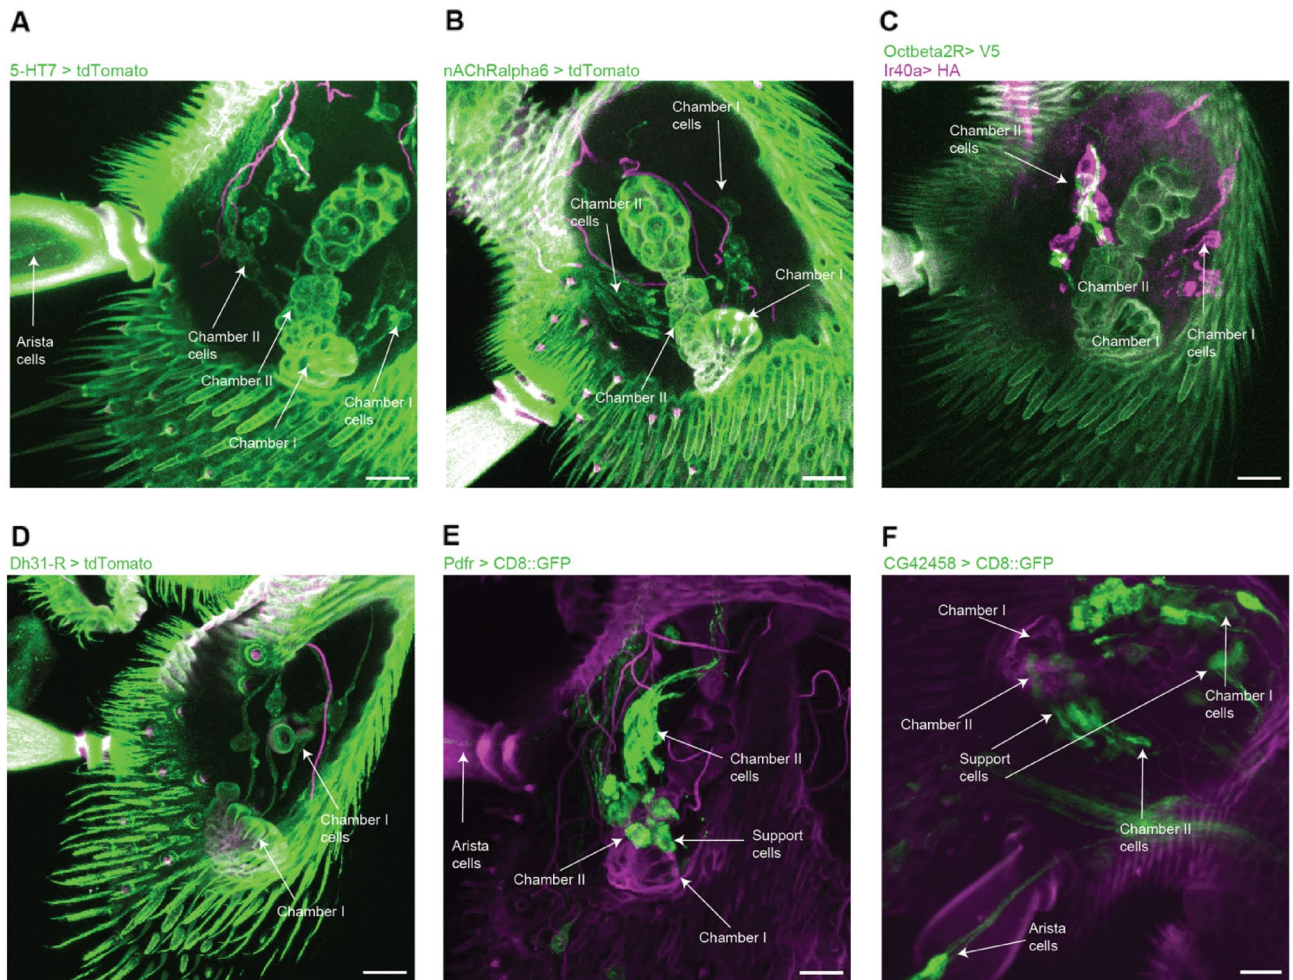 A
5-HT7 > tdTomato
Arista
cells
Chamber II
cells
Chamber II
Chamber I
Chamber I
cells
B
nAChRalpha6 > tdTomato
Chamber I
cells
Chamber II
cells
Chamber I
Chamber II
C
Octbeta2R> V5
Ir40a> HA
Chamber II
cells
Chamber II
Chamber I
Chamber I
cells
D
Dh31-R > tdTomato
Chamber I
cells
Chamber I
E
Pdfr > CD8::GFP
Chamber II
cells
Arista
cells
Support
cells
Chamber II
Chamber I
F
CG42458 > CD8::GFP
Chamber I
Chamber II
Chamber I
cells
Support
cells
Chamber II
cells
Arista
cells